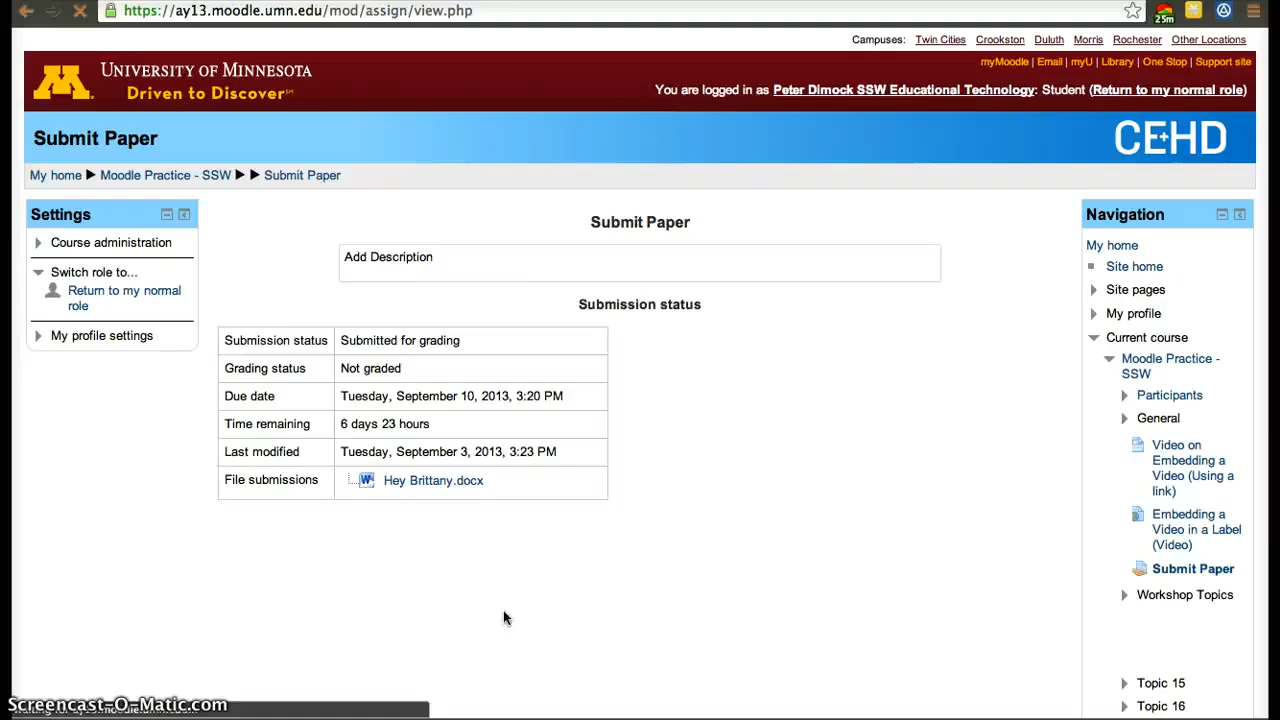 https://ay13.moodle.umn.edu/mod/assign/view.php
25m
Campuses: Twin Cities Crookston Duluth Morris Rochester Other Locations
myMoodle | Email | myU | Library | One Stop | Support site
UNIVERSITY OF MINNESOTA
Driven to Discover℠
You are logged in as Peter Dimock SSW Educational Technology: Student (Return to my normal role)
Submit Paper
CEHD
My home ▶ Moodle Practice - SSW ▶ ▶ Submit Paper
Settings
Course administration
Switch role to...
Return to my normal
role
My profile settings
Submit Paper
Add Description
Submission status
Submission status Submitted for grading
Grading status Not graded
Due date Tuesday, September 10, 2013, 3:20 PM
Time remaining 6 days 23 hours
Last modified Tuesday, September 3, 2013, 3:23 PM
File submissions Hey Brittany.docx
Navigation
My home
Site home
Site pages
My profile
Current course
Moodle Practice -
SSW
Participants
General
Video on
Embedding a
Video (Using a
link)
Embedding a
Video in a Label
(Video)
Submit Paper
Workshop Topics
Topic 15
Topic 16
Screencast-O-Matic.com